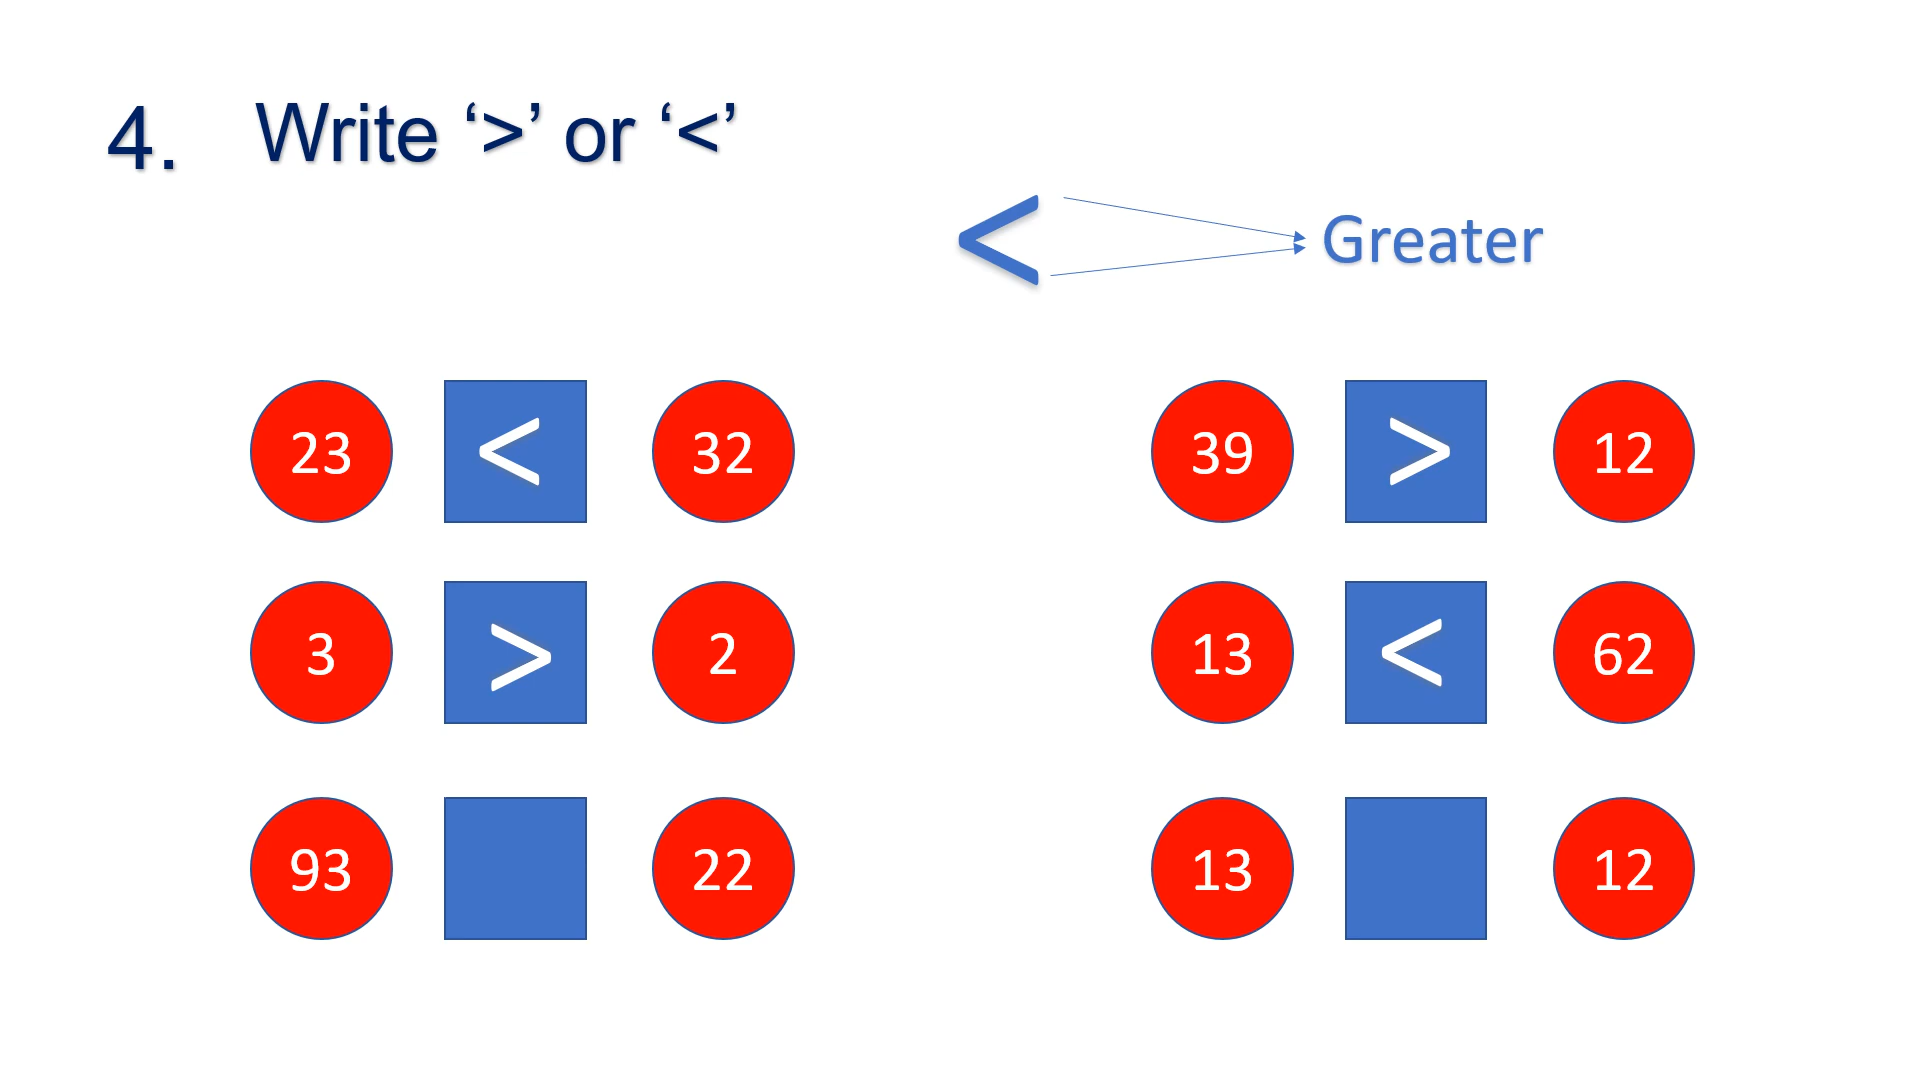 4. Write ‘>’ or ‘<’
< Greater
23 < 32
39 > 12
3 > 2
13 < 62
93 22
13 12